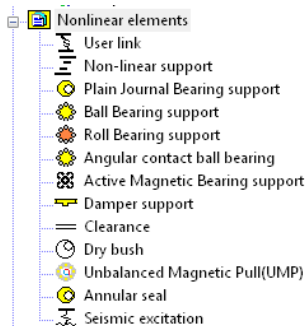 Nonlinear elements
User link
Non-linear support
Plain Journal Bearing support
Ball Bearing support
Roll Bearing support
Angular contact ball bearing
Active Magnetic Bearing support
Damper support
Clearance
Dry bush
Unbalanced Magnetic Pull(UMP)
Annular seal
Seismic excitation